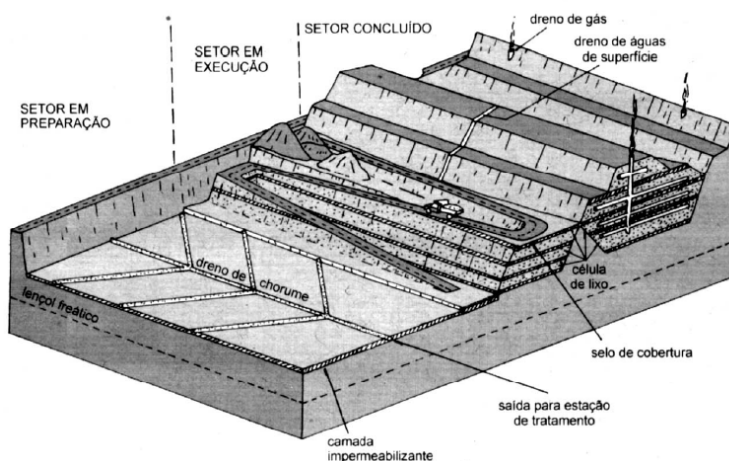 SETOR EM
PREPARAÇÃO
SETOR EM
EXECUÇÃO
SETOR CONCLUÍDO
dreno de gás
dreno de águas
de superfície
dreno de chorume
lençol freático
célula
de lixo
selo de cobertura
saída para estação
de tratamento
camada
impermeabilizante